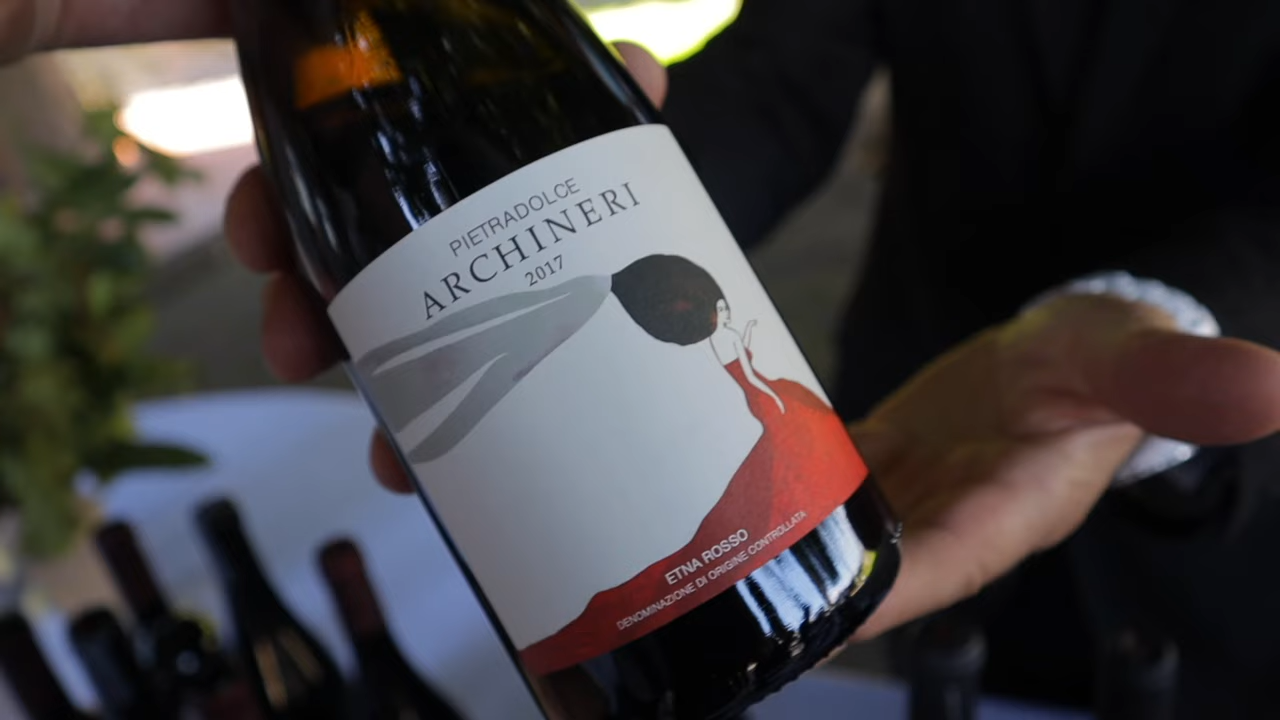 PIETRADOLCE
ARCHINERI
2017
ETNA ROSSO
DENOMINAZIONE DI ORIGINE CONTROLLATA